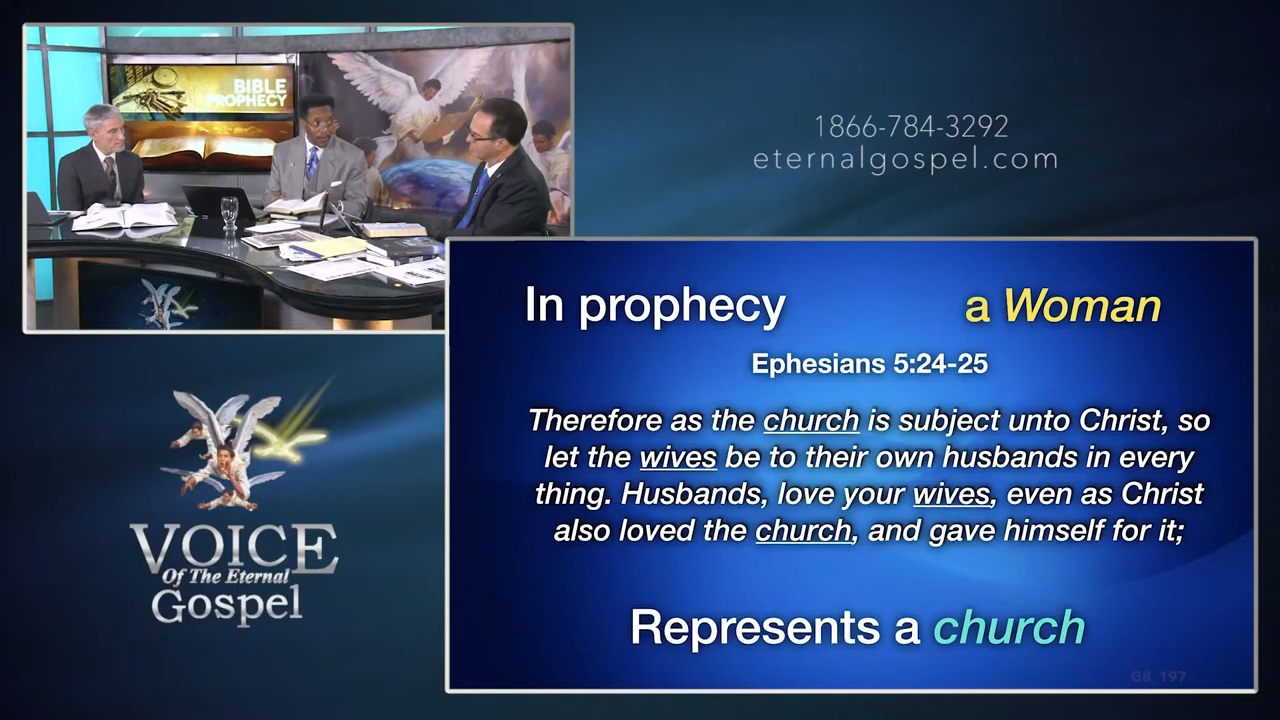 BIBLE
PROPHECY
1866-784-3292
eternalgospel.com
In prophecy a Woman
Ephesians 5:24-25
Therefore as the church is subject unto Christ, so
let the wives be to their own husbands in every
thing. Husbands, love your wives, even as Christ
also loved the church, and gave himself for it;
Represents a church
G8_197
VOICE
Of The Eternal
Gospel